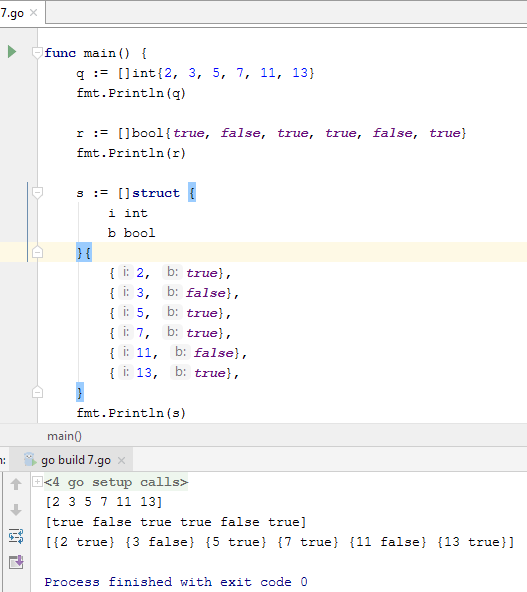 7.go
func main() {
q := []int{2, 3, 5, 7, 11, 13}
fmt.Println(q)
r := []bool{true, false, true, true, false, true}
fmt.Println(r)
s := []struct {
i int
b bool
}{
{ i: 2, b: true},
{ i: 3, b: false},
{ i: 5, b: true},
{ i: 7, b: true},
{ i: 11, b: false},
{ i: 13, b: true},
}
fmt.Println(s)
main()
n: go build 7.go
<4 go setup calls>
[2 3 5 7 11 13]
[true false true true false true]
[{2 true} {3 false} {5 true} {7 true} {11 false} {13 true}]
Process finished with exit code 0